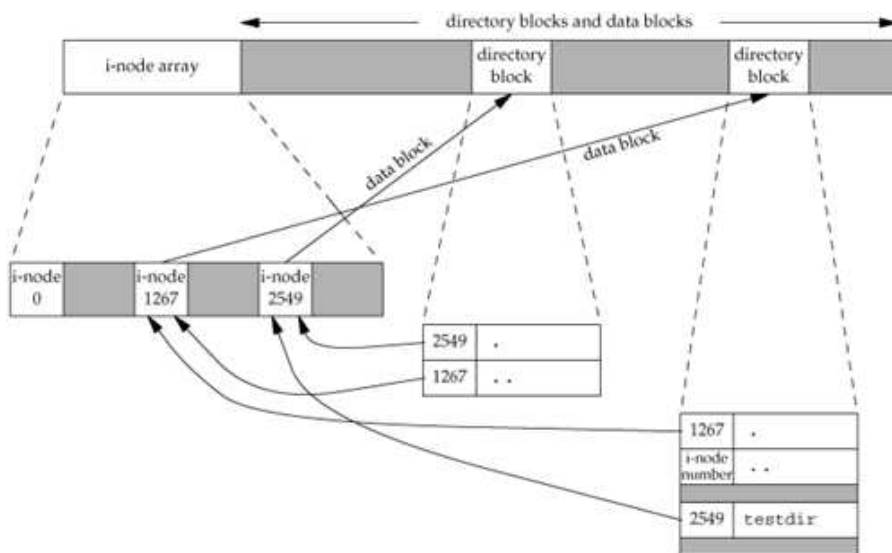 directory blocks and data blocks
i-node array
directory
block
directory
block
data block
data block
i-node
0
i-node
1267
i-node
2549
2549 .
1267 ..
1267 .
i-node
number ..
2549 testdir